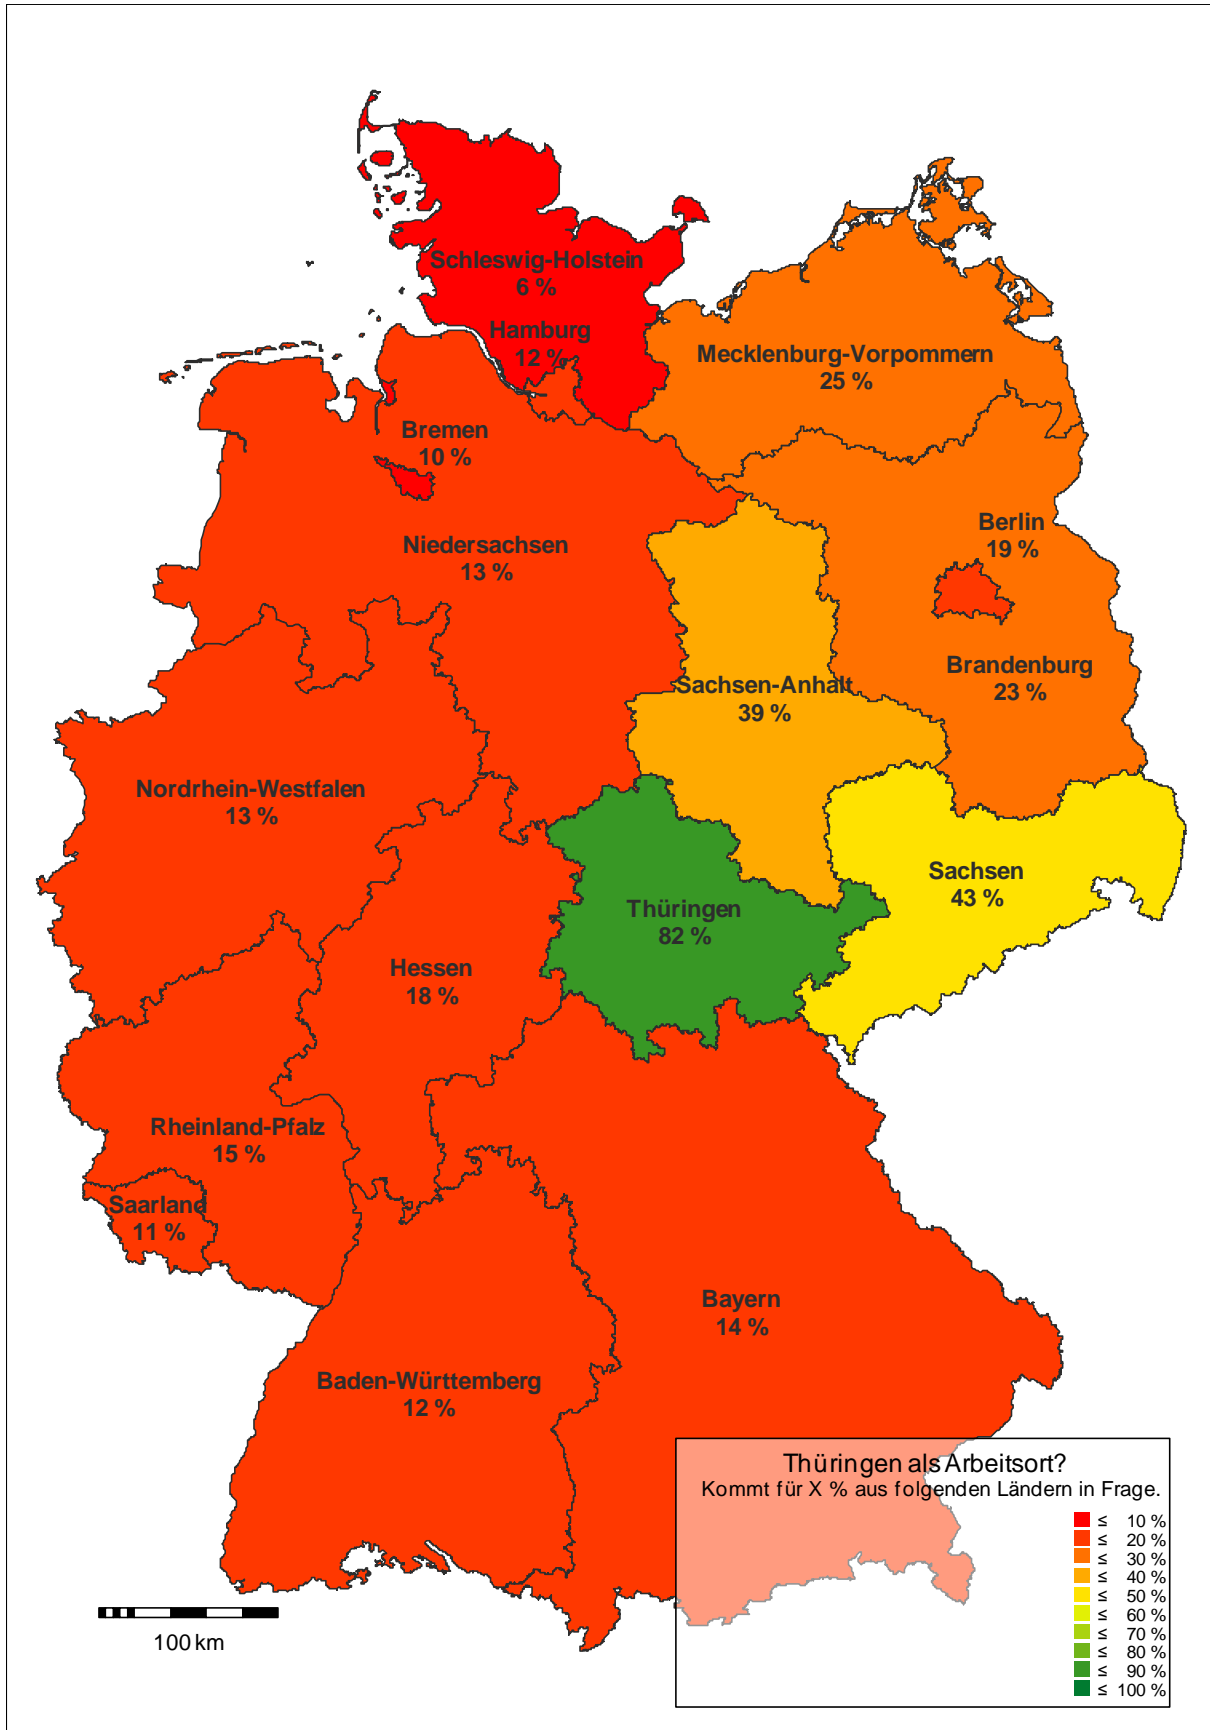 Schleswig-Holstein
6 %
Hamburg
12 %
Mecklenburg-Vorpommern
25 %
Bremen
10 %
Berlin
19 %
Niedersachsen
13 %
Brandenburg
23 %
Sachsen-Anhalt
39 %
Nordrhein-Westfalen
13 %
Sachsen
43 %
Thüringen
82 %
Hessen
18 %
Rheinland-Pfalz
15 %
Saarland
11 %
Bayern
14 %
Baden-Württemberg
12 %
Thüringen als Arbeitsort?
Kommt für X % aus folgenden Ländern in Frage.
≤ 10 %
≤ 20 %
≤ 30 %
≤ 40 %
≤ 50 %
≤ 60 %
≤ 70 %
≤ 80 %
≤ 90 %
≤ 100 %
100 km